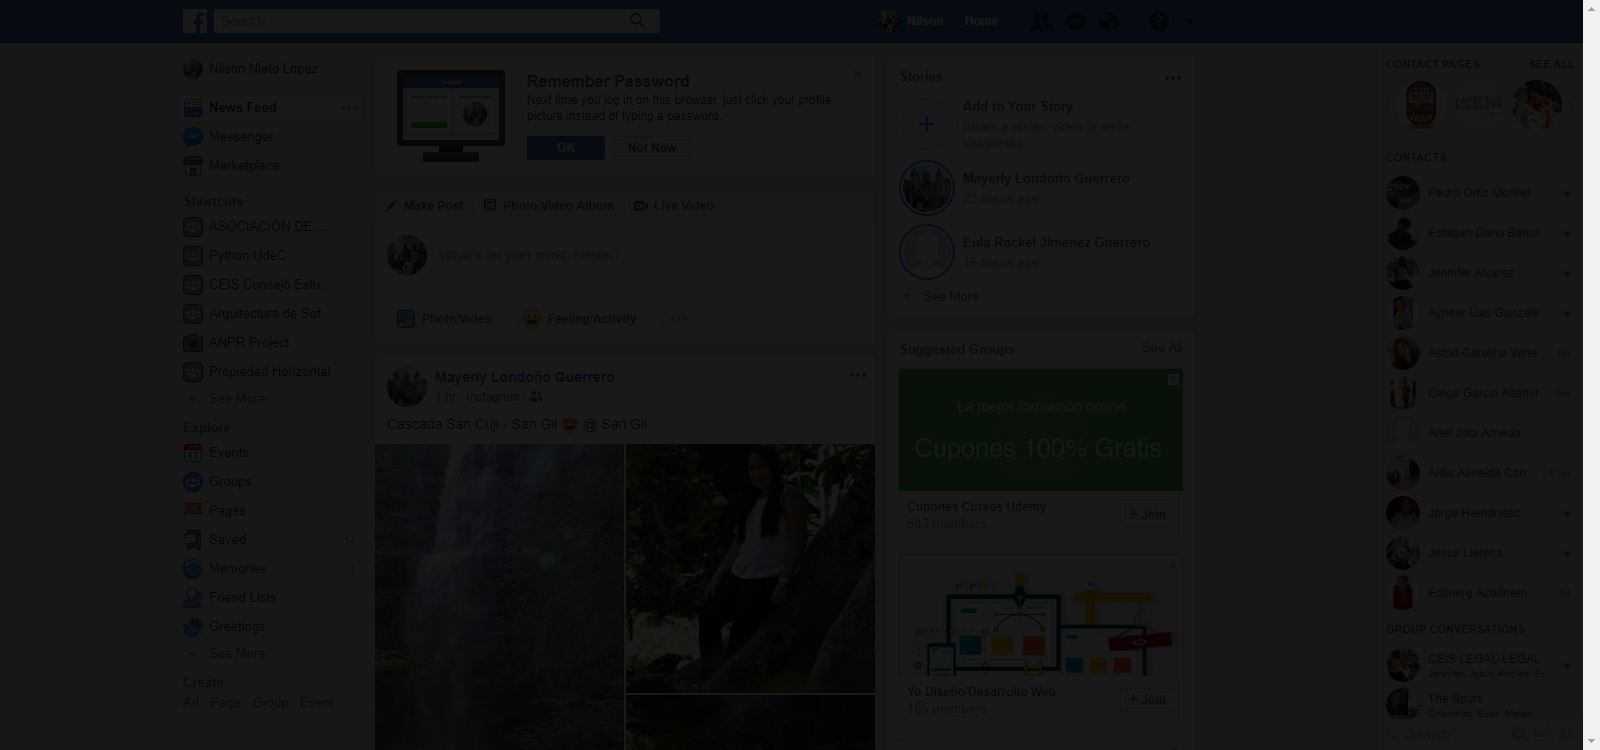 Search
Nilson
Home
Nilson Nieto Lopez
News Feed
Messenger
Marketplace
Shortcuts
ASOCIACIÓN DE ...
Python UdeC
CEIS Consejo Estu...
Arquitectura de Sof...
ANPR Project
Propiedad Horizontal
See More...
Explore
17
Events
Groups
Pages
Saved 14
Memories 1
Friend Lists
Greetings
See More...
Create
Ad Page Group Event
Remember Password
Next time you log in on this browser, just click your profile
picture instead of typing a password.
OK
Not Now
Make Post
Photo/Video Album
Live Video
What's on your mind, Nilson?
Photo/Video
Feeling/Activity
Mayerly Londoño Guerrero
1 hr · Instagram
Cascada San Cuji - San Gil @ San Gil
Stories
Add to Your Story
Share a photo, video or write
something
Mayerly Londoño Guerrero
23 hours ago
Eula Rackel Jimenez Guerrero
15 hours ago
See More
Suggested Groups
See All
La mejor formación online
Cupones 100% Gratis
Cupones Cursos Udemy
503 members
+ Join
</>
Yo Diseño/Desarrollo Web
105 members
+ Join
CONTACT PAGES
SEE ALL
CONTACTS
Pedro Ortiz Montiel
Esteban Dario Barbo...
Jennifer Alvarez
Ayneer Luis Gonzale...
Astrid Carolina Vane...
Diego Garcia Altamir...
Ariel Jota Arnedo
Aldis Almeida Carr...
Jorge Hernández
Jesus Llerena
Edimerg Azodnem 1d
GROUP CONVERSATIONS
CEIS LEGAL-LEGAL
Jennifer, Jesus Andrés, Er...
The Spurs
Orlanditö, Elias, Mateo
Search